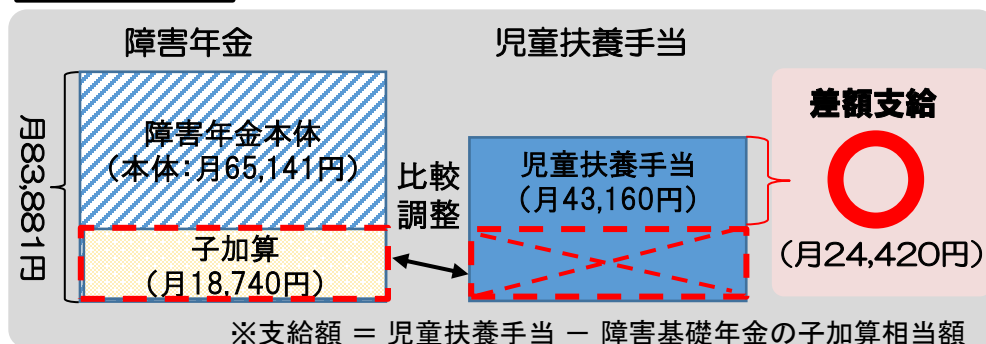 障害年金
児童扶養手当
月83,881円
障害年金本体
（本体：月65,141円）
子加算
（月18,740円）
比較
調整
児童扶養手当
（月43,160円）
差額支給
（月24,420円）
※支給額 ＝ 児童扶養手当 － 障害基礎年金の子加算相当額